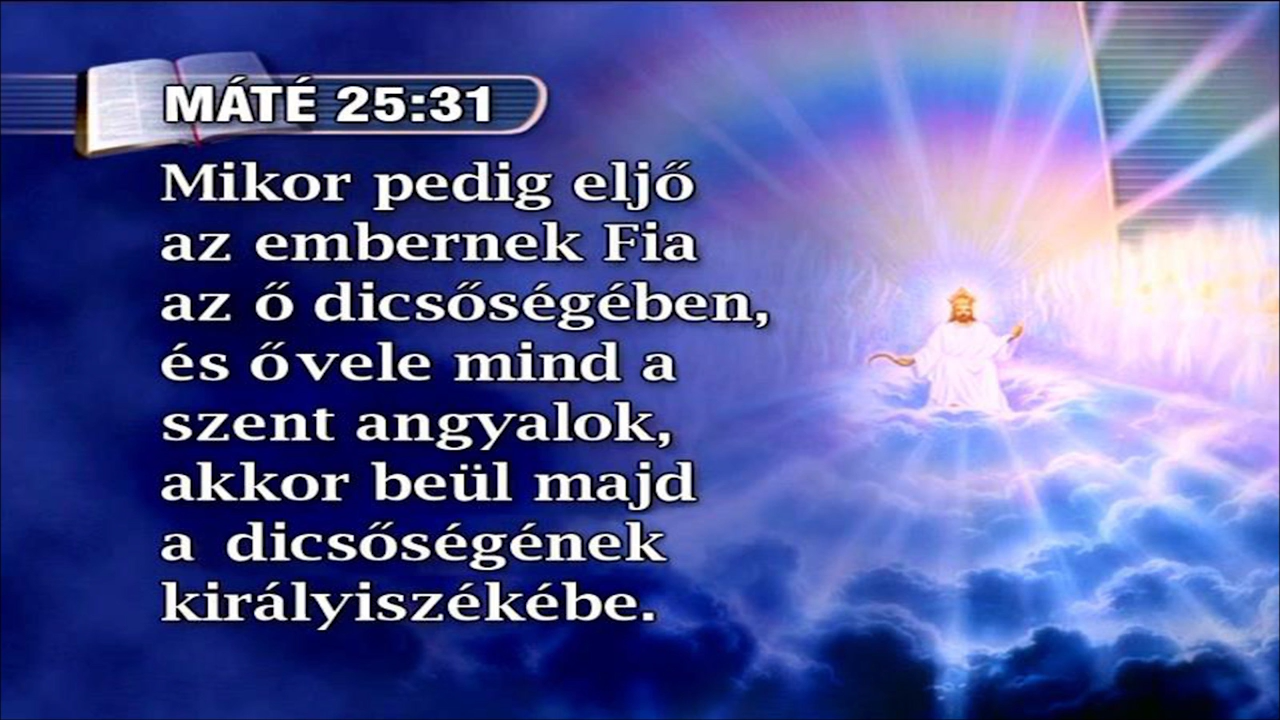 MÁTÉ 25:31
Mikor pedig eljő
az embernek Fia
az ő dicsőségében,
és ővele mind a
szent angyalok,
akkor beül majd
a dicsőségének
királyiszékébe.